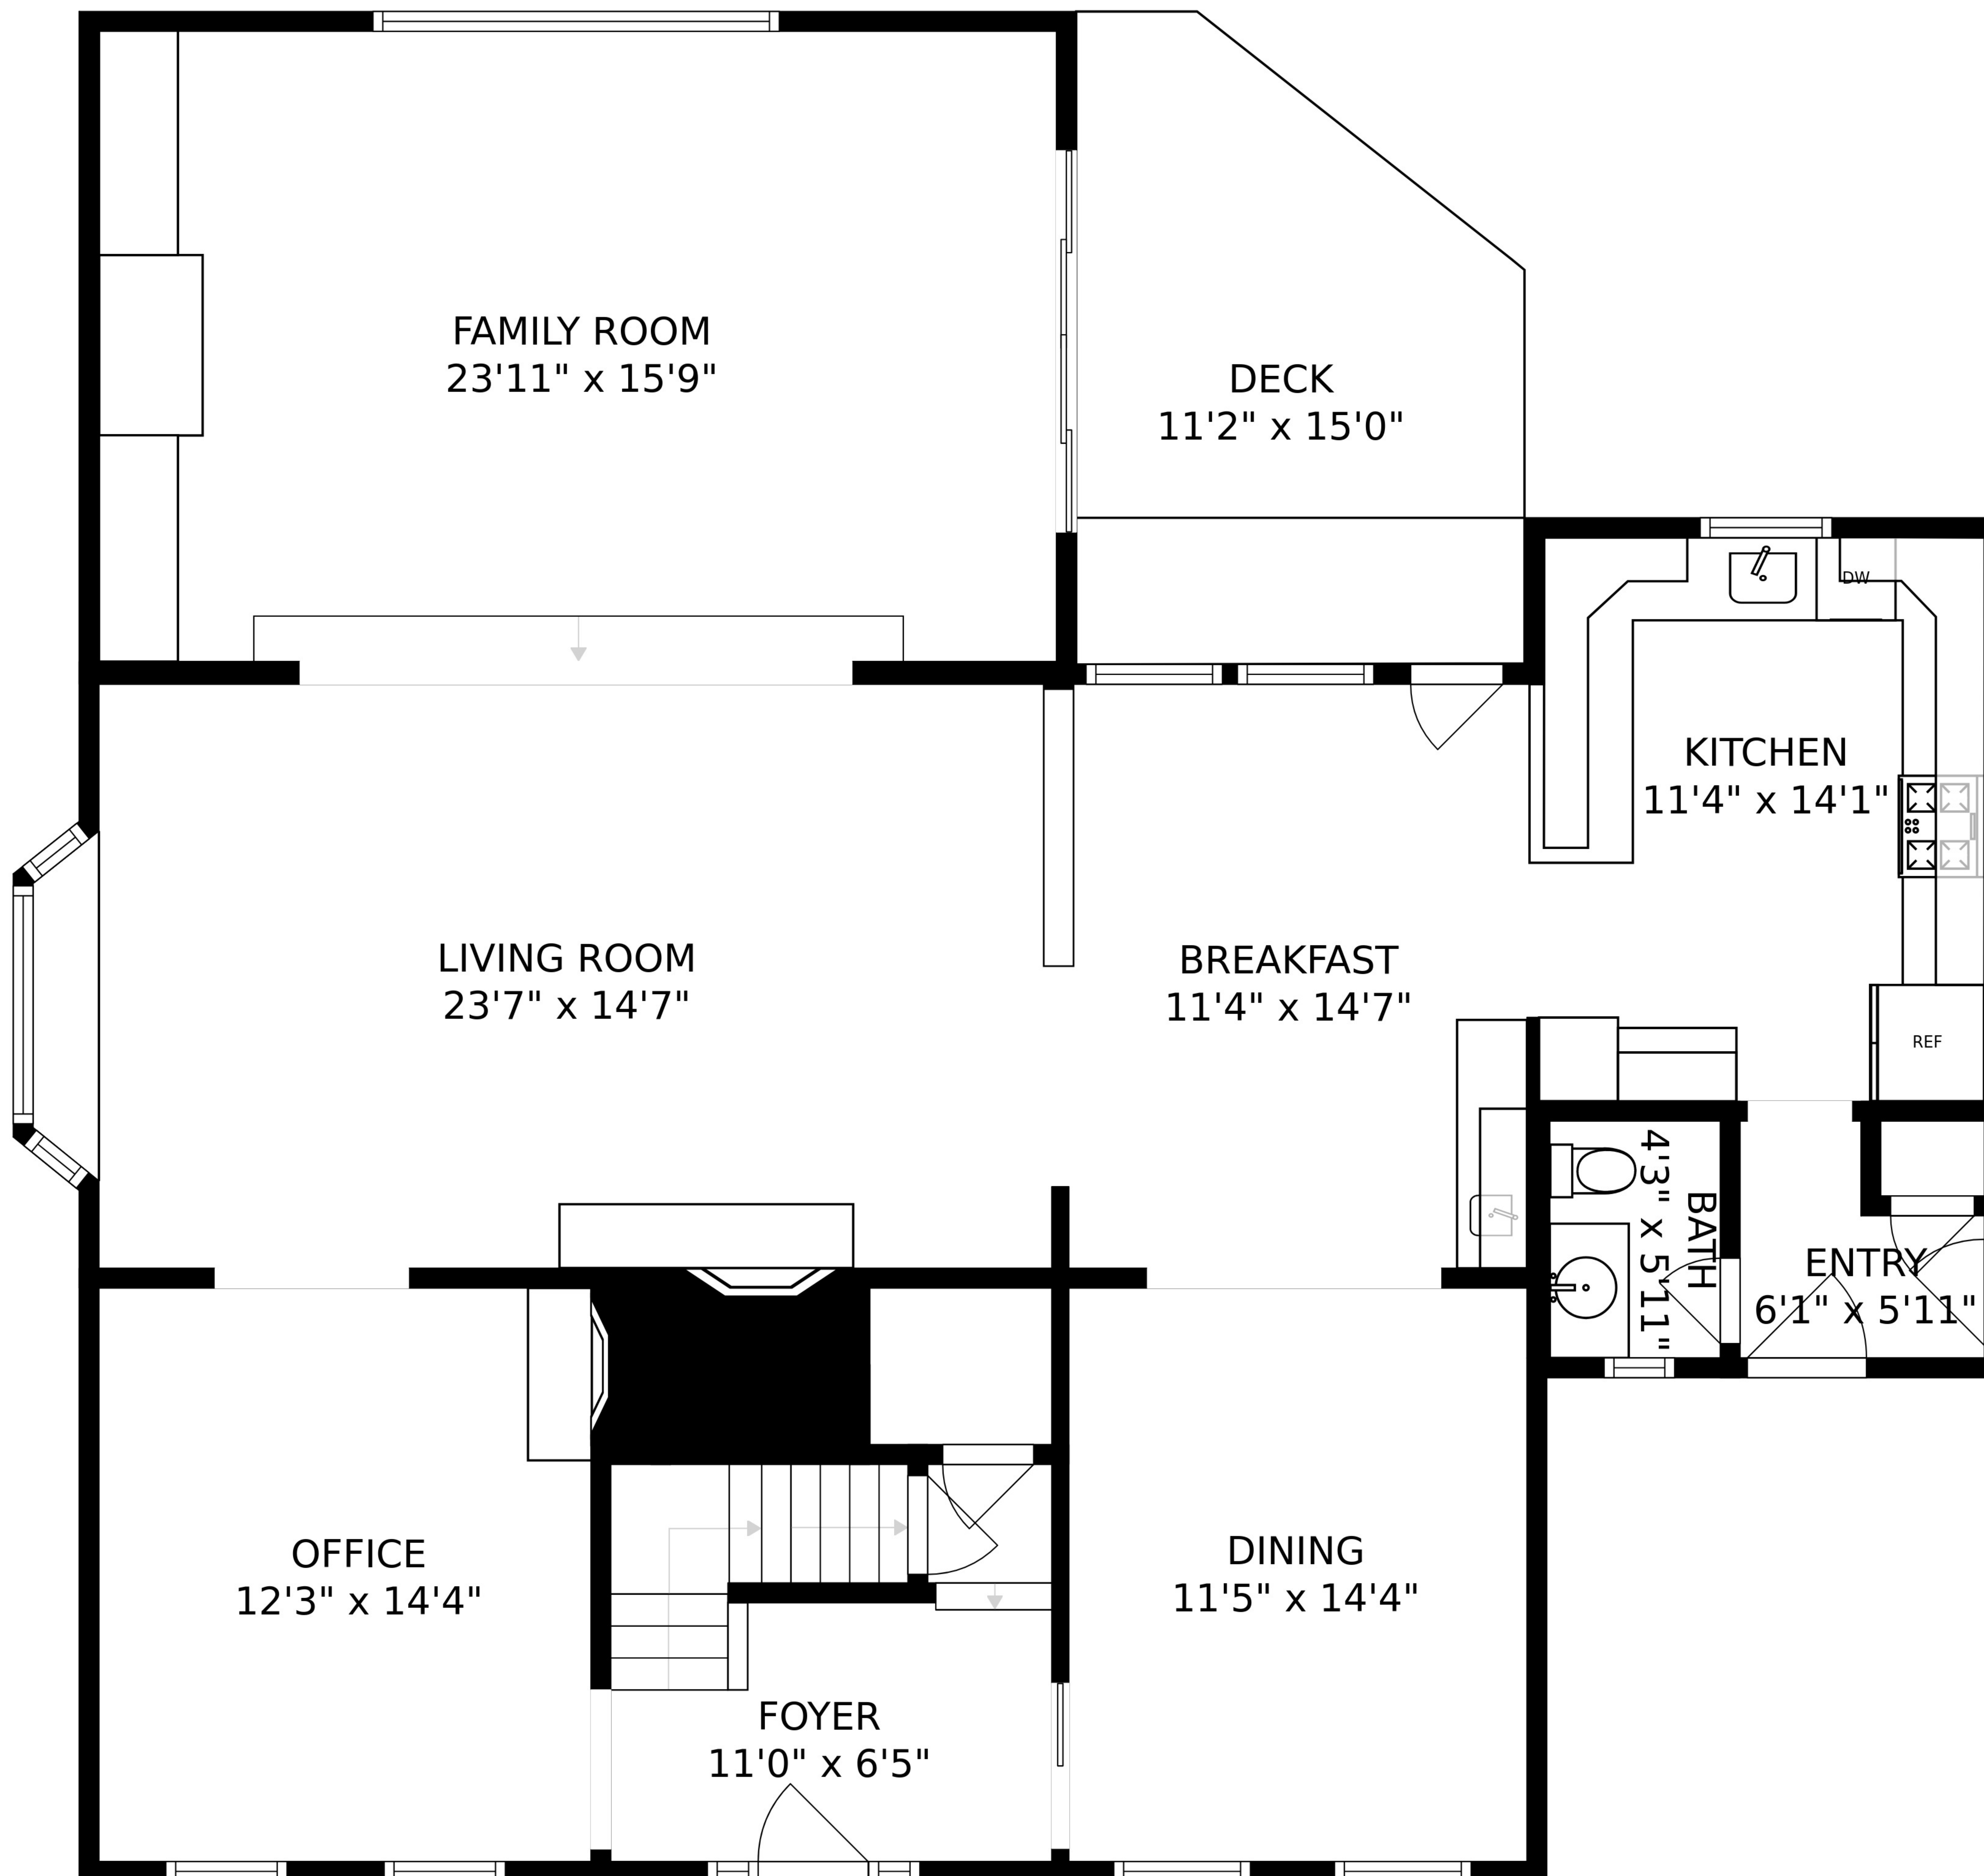 FAMILY ROOM
23'11" x 15'9"
DECK
11'2" x 15'0"
DW
KITCHEN
11'4" x 14'1"
LIVING ROOM
23'7" x 14'7"
BREAKFAST
11'4" x 14'7"
REF
BATH
4'3" x 5'11"
ENTRY
6'1" x 5'11"
OFFICE
12'3" x 14'4"
DINING
11'5" x 14'4"
FOYER
11'0" x 6'5"